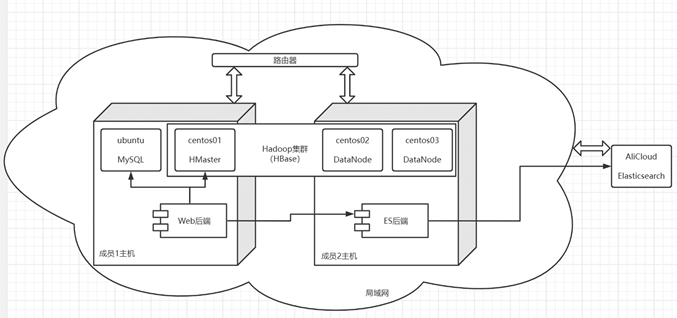 路由器
ubuntu
MySQL
centos01
HMaster
Hadoop集群
（HBase）
centos02
DataNode
centos03
DataNode
AliCloud
Elasticsearch
Web后端
ES后端
成员1主机
成员2主机
局域网